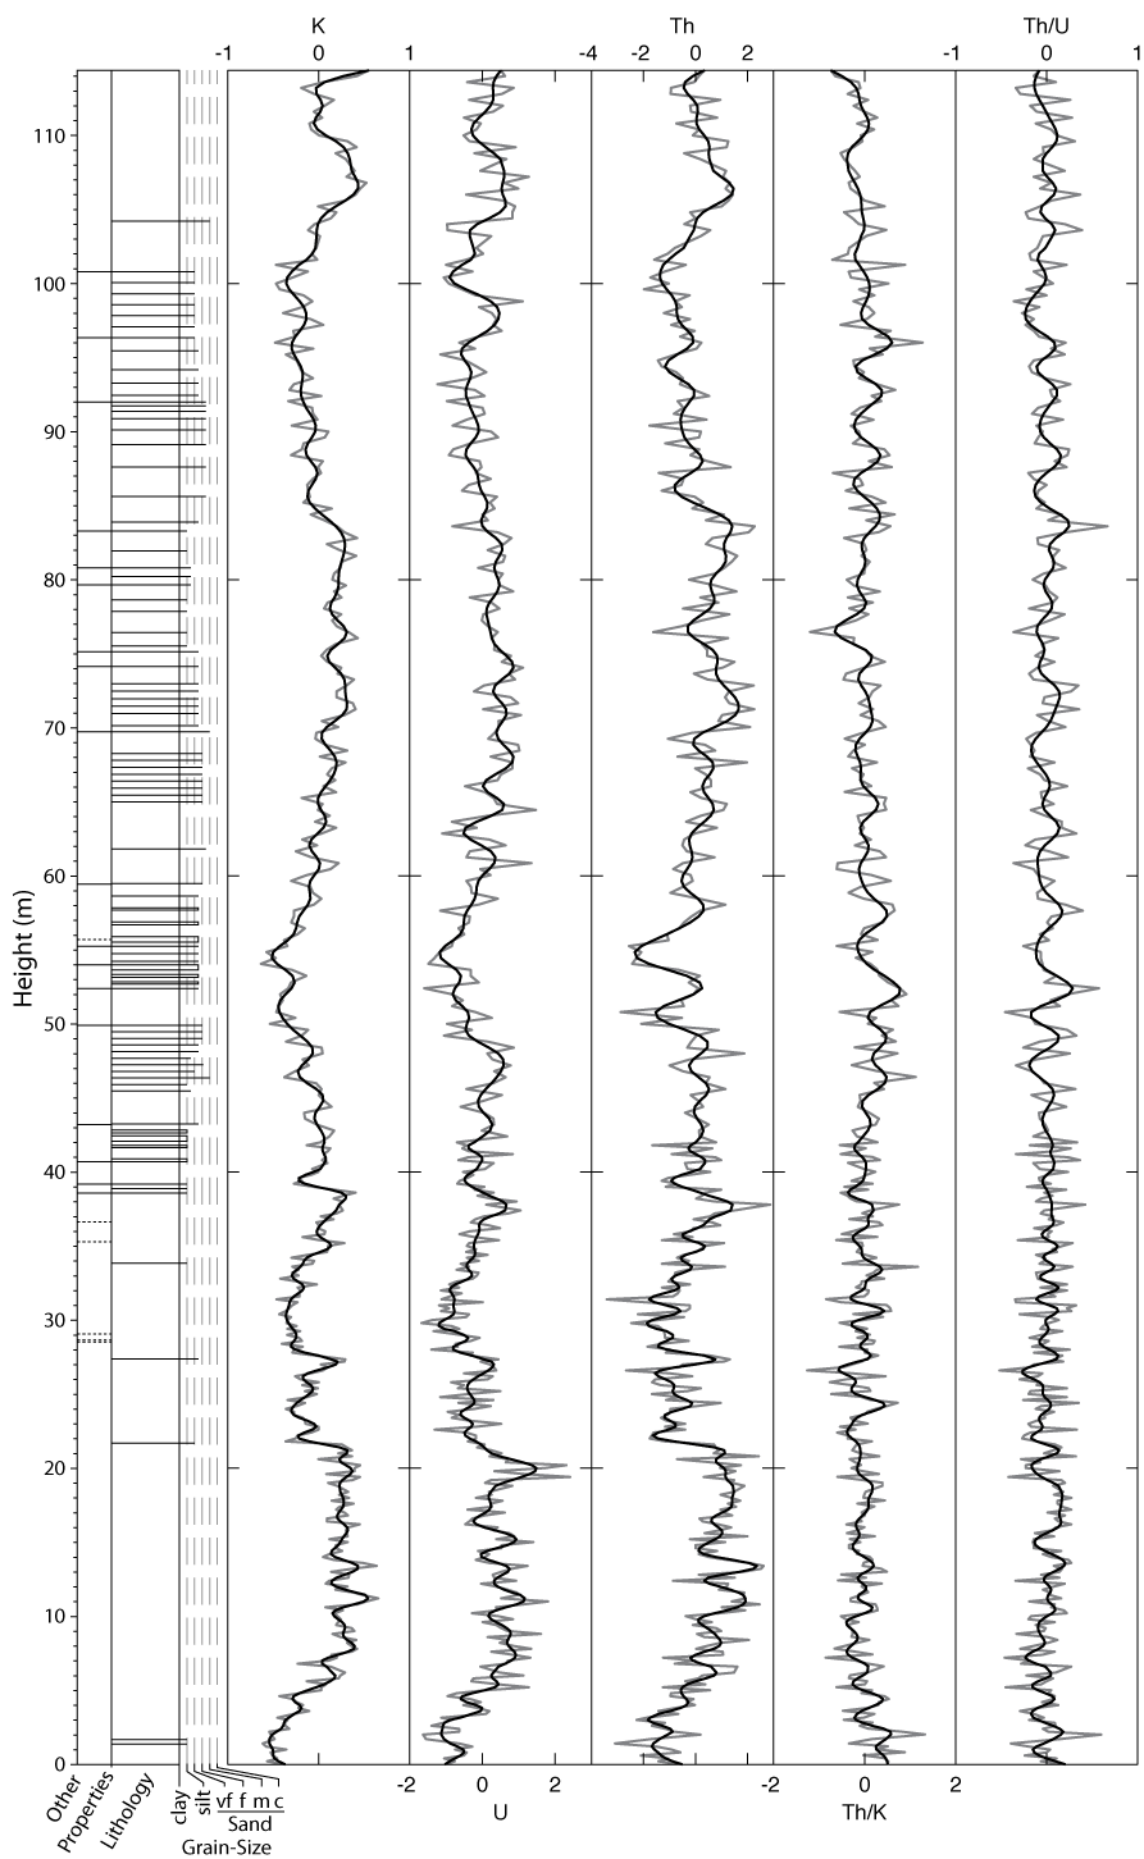 K Th Th/U
-1 0 1 -4 -2 0 2 -1 0 1
110
100
90
80
70
60
50
40
30
20
10
0
Height (m)
-2 0 2 -2 0 2
U Th/K
Other
Properties
Lithology
clay
silt
vf f m c
Sand
Grain-Size